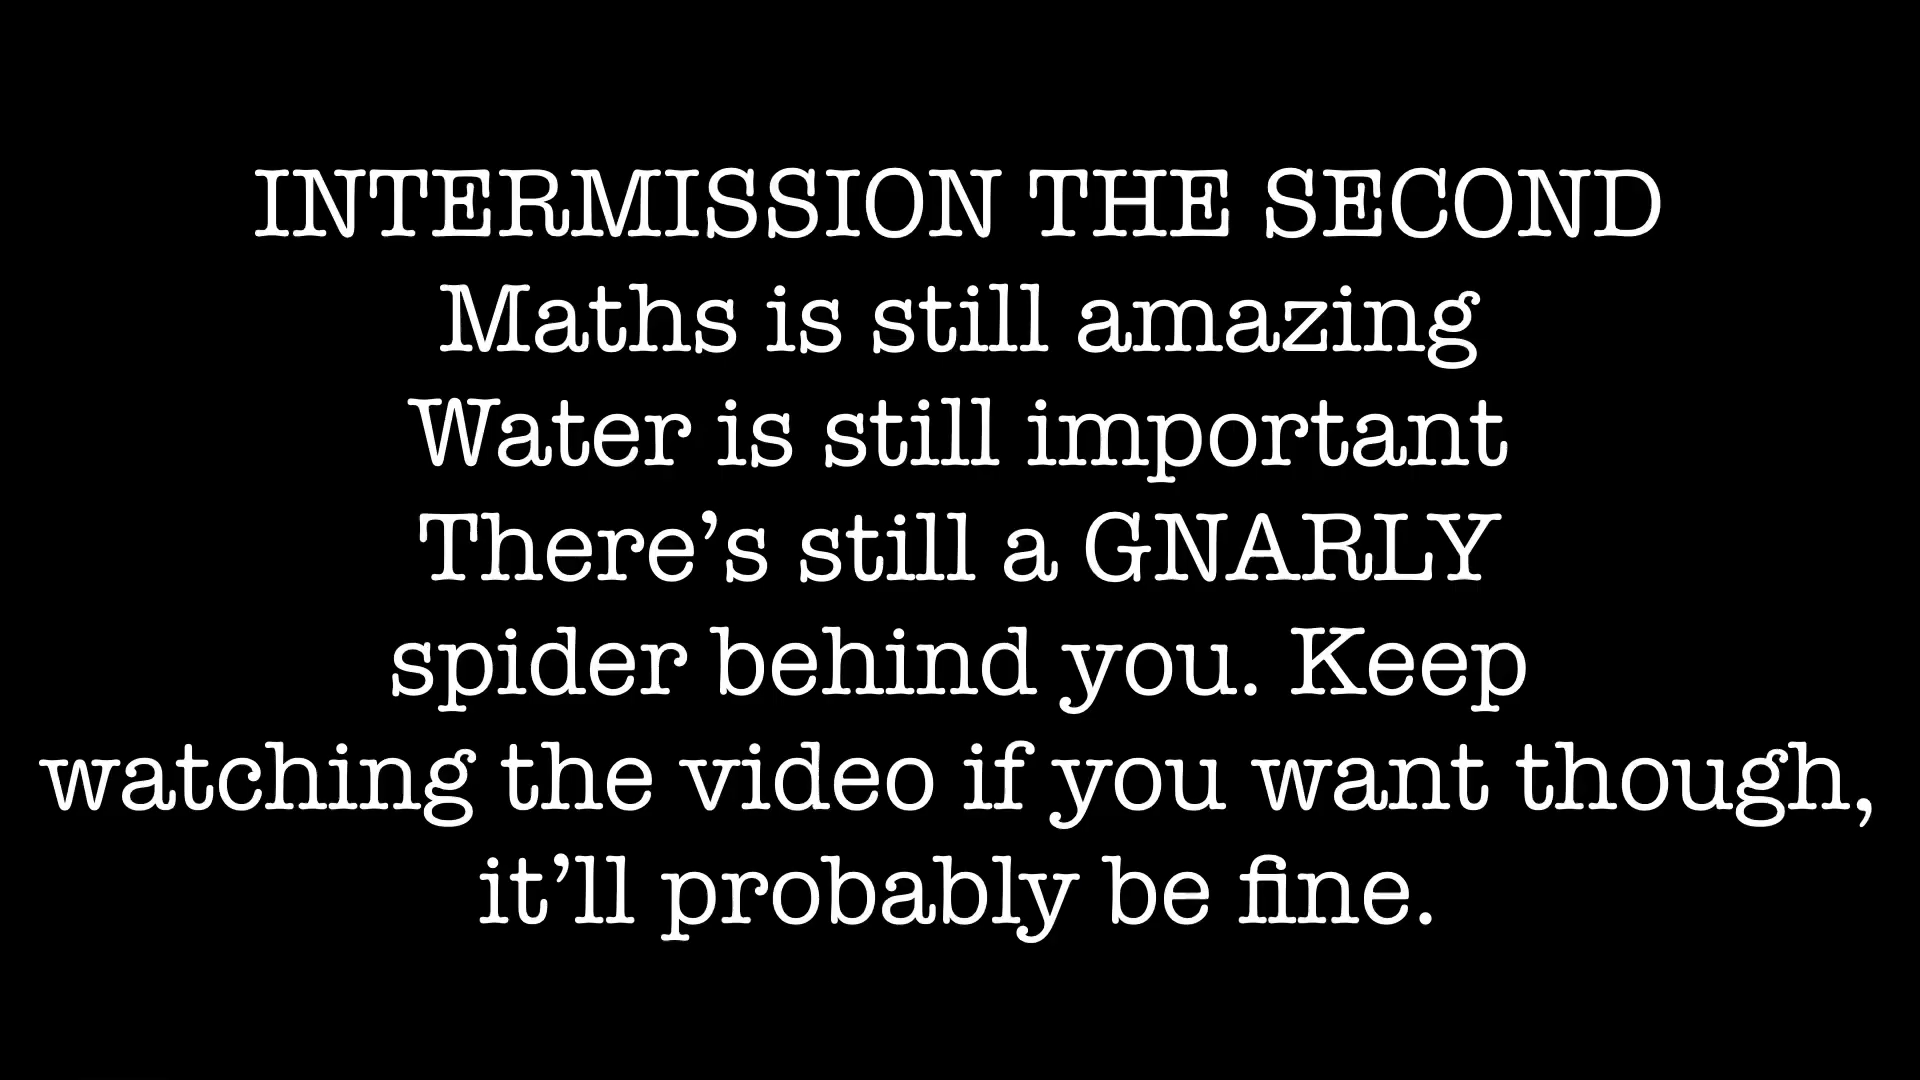 INTERMISSION THE SECOND
Maths is still amazing
Water is still important
There’s still a GNARLY
spider behind you. Keep
watching the video if you want though,
it’ll probably be fine.